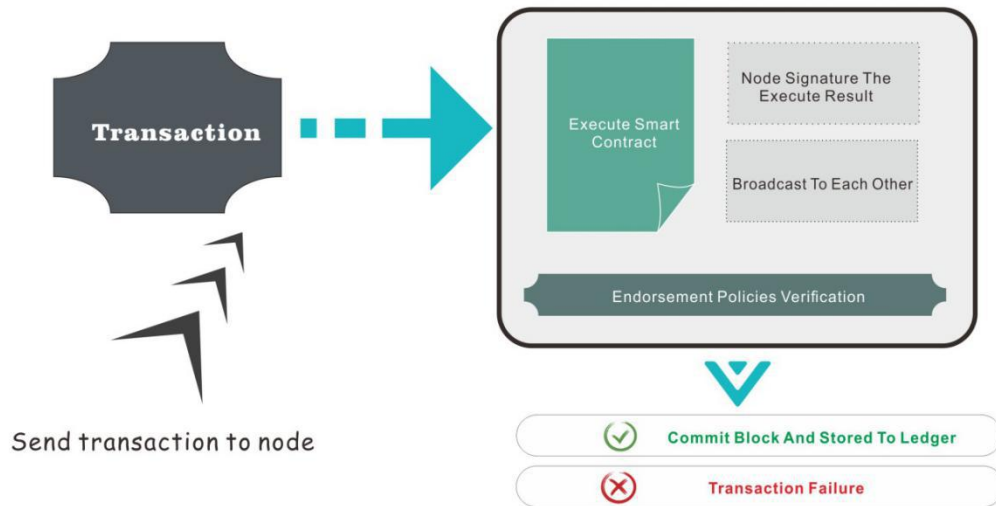 Transaction
Send transaction to node
Execute Smart
Contract
Node Signature The
Execute Result
Broadcast To Each Other
Endorsement Policies Verification
Commit Block And Stored To Ledger
Transaction Failure